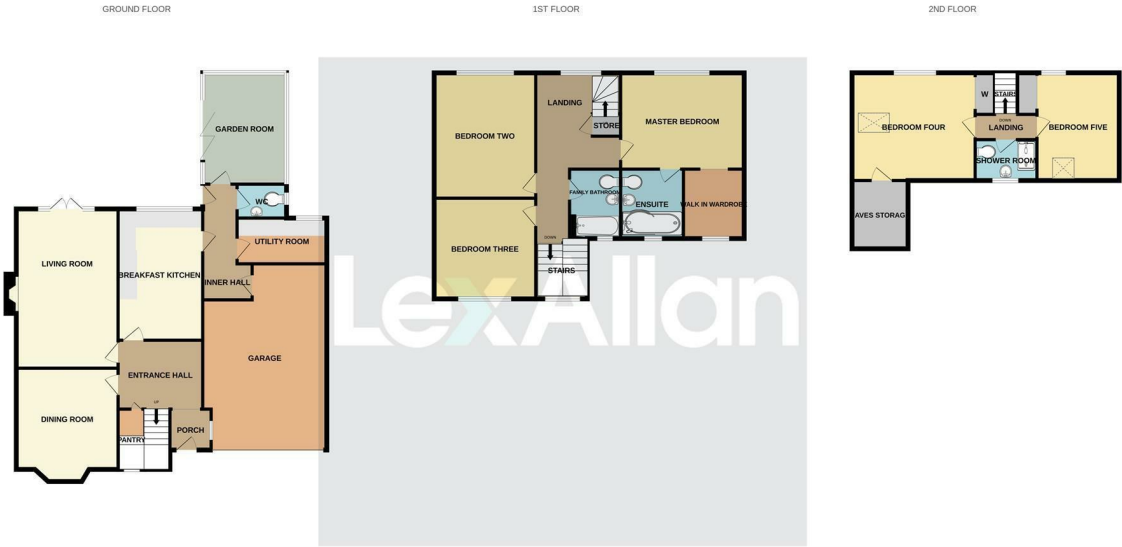 GROUND FLOOR
1ST FLOOR
2ND FLOOR
GARDEN ROOM
WC
UTILITY ROOM
LIVING ROOM
BREAKFAST KITCHEN
INNER HALL
GARAGE
ENTRANCE HALL
UP
DINING ROOM
PANTRY
PORCH
LANDING
STORE
BEDROOM TWO
MASTER BEDROOM
FAMILY BATHROOM
ENSUITE
WALK IN WARDROBE
DOWN
BEDROOM THREE
STAIRS
LexAllan
W
STAIRS
DOWN
BEDROOM FOUR
LANDING
BEDROOM FIVE
SHOWER ROOM
AVES STORAG